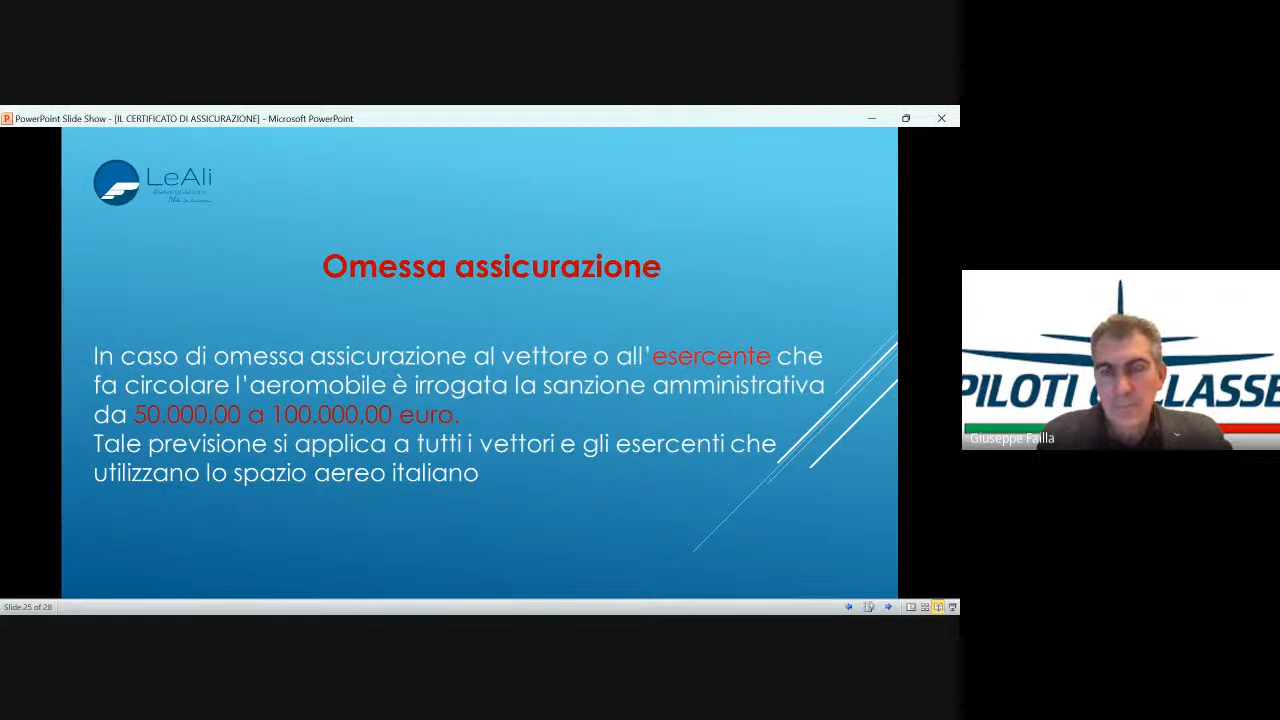 PowerPoint Slide Show - [IL CERTIFICATO DI ASSICURAZIONE] - Microsoft PowerPoint
LeAli
Assicurazioni
Omessa assicurazione
In caso di omessa assicurazione al vettore o all'esercente che
fa circolare l'aeromobile è irrogata la sanzione amministrativa
da 50.000,00 a 100.000,00 euro.
Tale previsione si applica a tutti i vettori e gli esercenti che
utilizzano lo spazio aereo italiano
Slide 25 of 28
PILOTI CLASSE
Giuseppe Failla